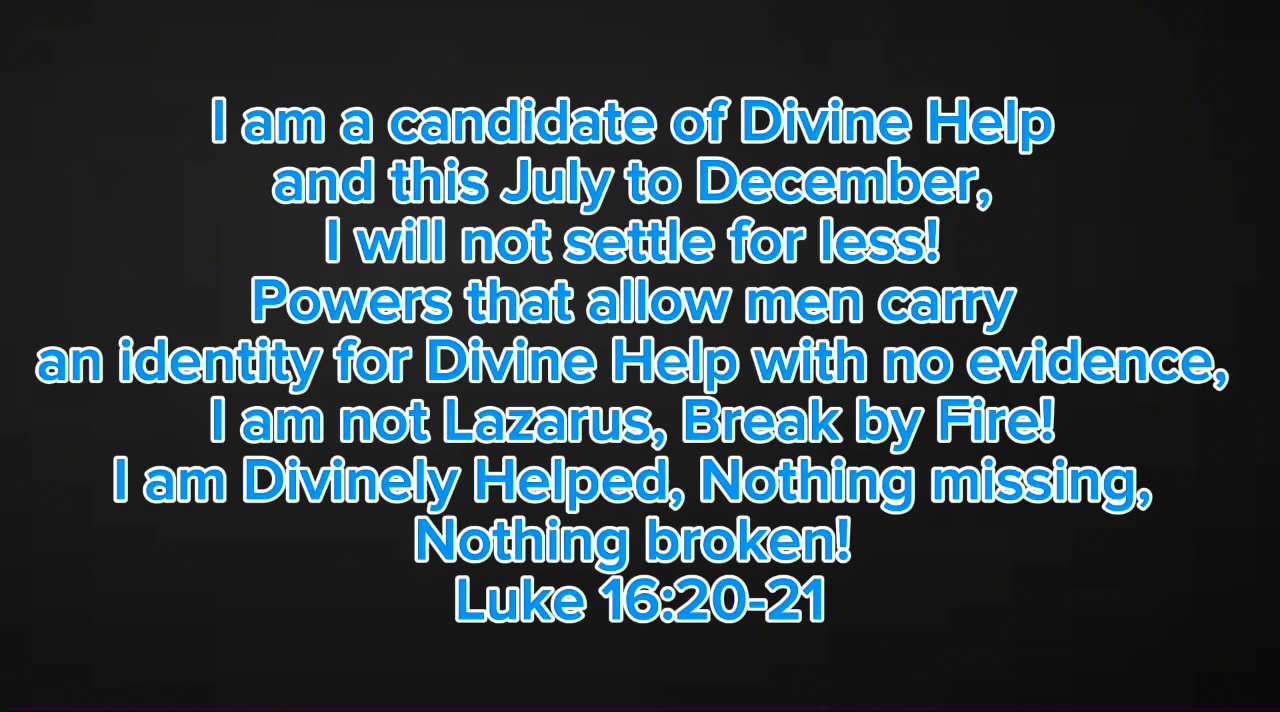 I am a candidate of Divine Help
and this July to December,
I will not settle for less!
Powers that allow men carry
an identity for Divine Help with no evidence,
I am not Lazarus, Break by Fire!
I am Divinely Helped, Nothing missing,
Nothing broken!
Luke 16:20-21